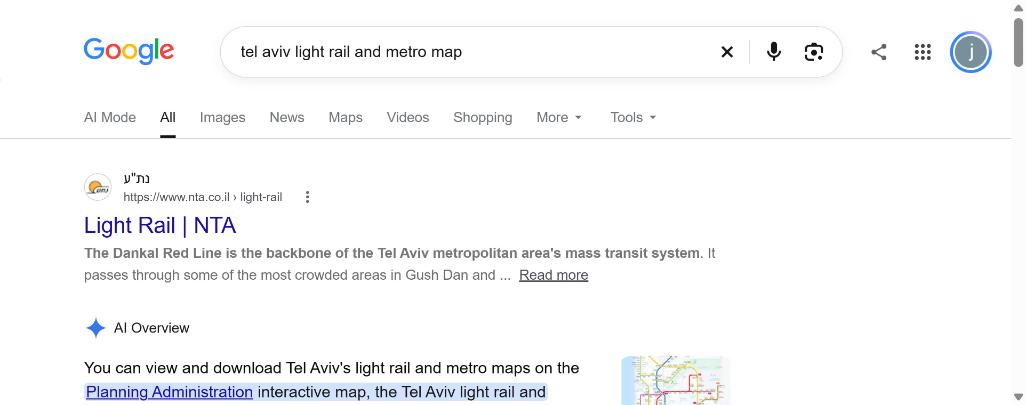 Google
tel aviv light rail and metro map
j
AI Mode All Images News Maps Videos Shopping More Tools
נת"ע
https://www.nta.co.il › light-rail
Light Rail | NTA
The Dankal Red Line is the backbone of the Tel Aviv metropolitan area's mass transit system. It
passes through some of the most crowded areas in Gush Dan and ... Read more
AI Overview
You can view and download Tel Aviv's light rail and metro maps on the
Planning Administration interactive map, the Tel Aviv light rail and